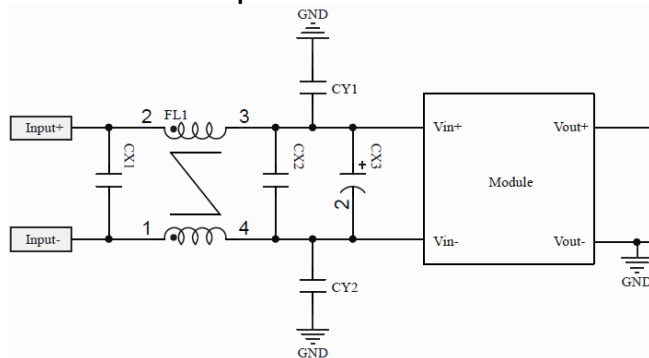 GND
CY1
Input+
2
FL1
3
Vin+
Vout+
CX1
CX2
CX3
+
2
Module
Input-
1
4
Vin-
Vout-
GND
CY2
GND